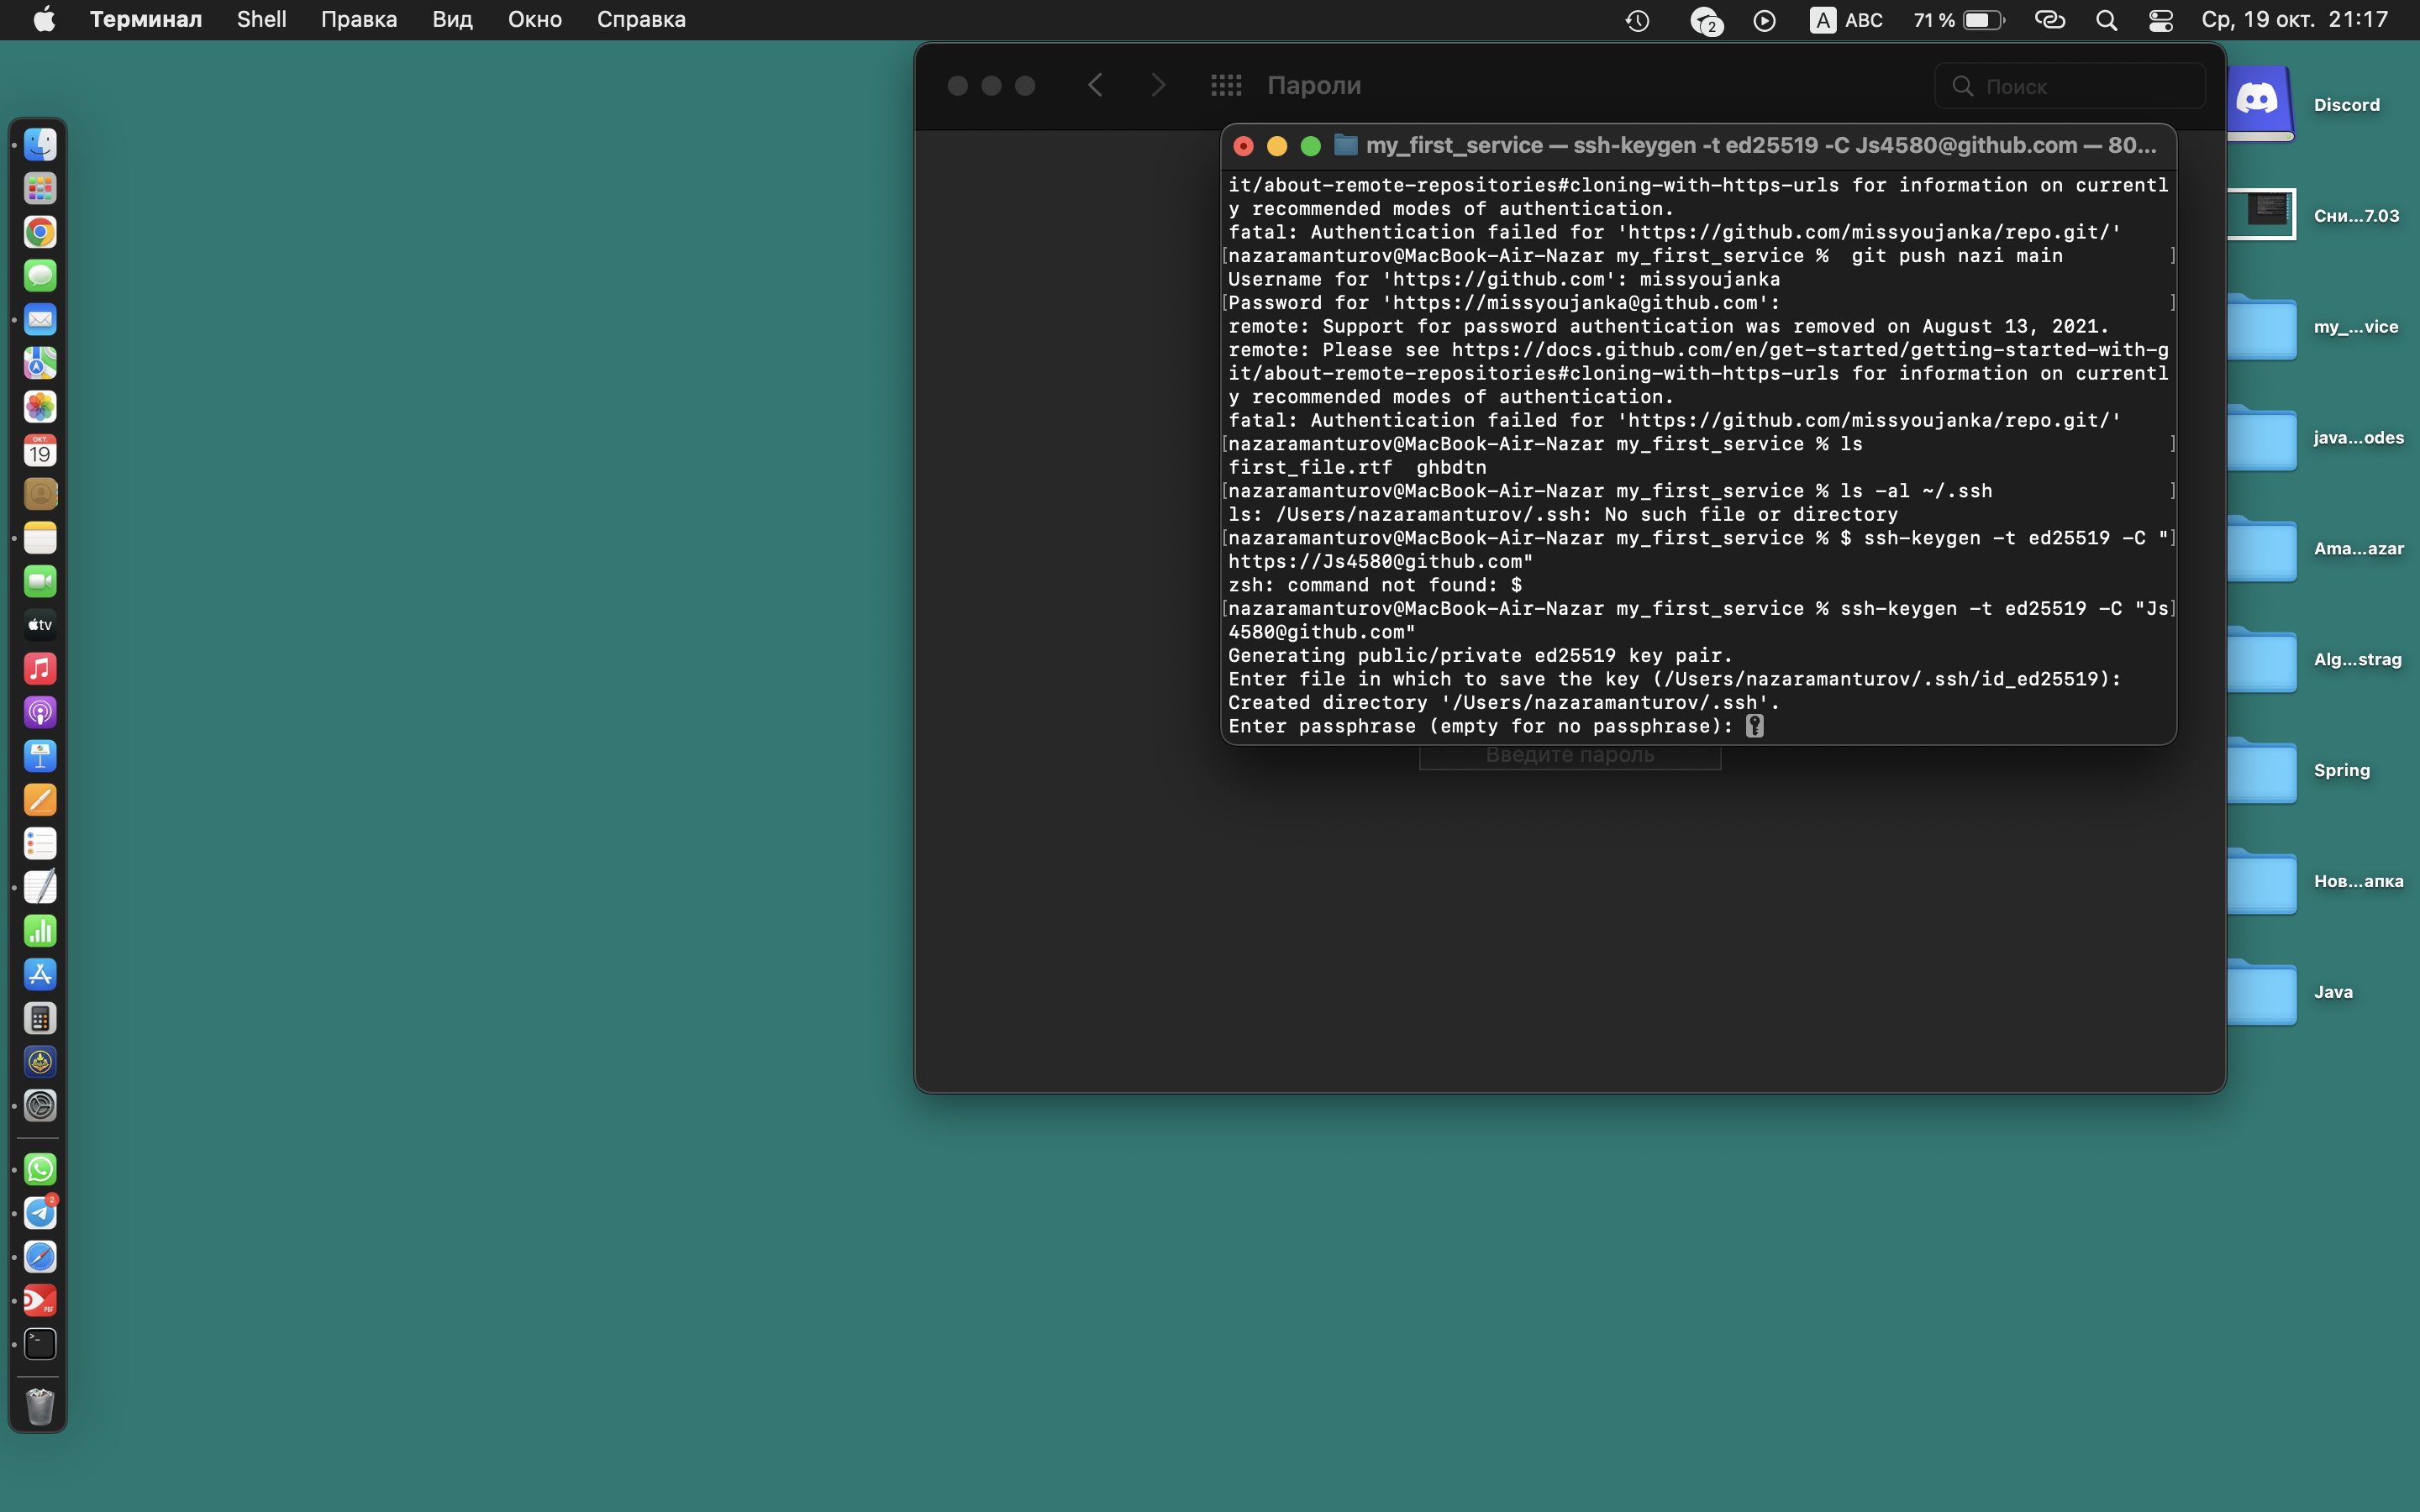 Терминал Shell Правка Вид Окно Справка 2 A ABC 71 % Ср, 19 окт. 21:17
Пароли Поиск
my_first_service — ssh-keygen -t ed25519 -C Js4580@github.com — 80...
it/about-remote-repositories#cloning-with-https-urls for information on currentl
y recommended modes of authentication.
fatal: Authentication failed for 'https://github.com/missyoujanka/repo.git/'
[nazaramanturov@MacBook-Air-Nazar my_first_service %  git push nazi main ]
Username for 'https://github.com': missyoujanka
[Password for 'https://missyoujanka@github.com': ]
remote: Support for password authentication was removed on August 13, 2021.
remote: Please see https://docs.github.com/en/get-started/getting-started-with-g
it/about-remote-repositories#cloning-with-https-urls for information on currentl
y recommended modes of authentication.
fatal: Authentication failed for 'https://github.com/missyoujanka/repo.git/'
[nazaramanturov@MacBook-Air-Nazar my_first_service % ls ]
first_file.rtf  ghbdtn
[nazaramanturov@MacBook-Air-Nazar my_first_service % ls -al ~/.ssh ]
ls: /Users/nazaramanturov/.ssh: No such file or directory
[nazaramanturov@MacBook-Air-Nazar my_first_service % $ ssh-keygen -t ed25519 -C "]
https://Js4580@github.com"
zsh: command not found: $
[nazaramanturov@MacBook-Air-Nazar my_first_service % ssh-keygen -t ed25519 -C "Js]
4580@github.com"
Generating public/private ed25519 key pair.
Enter file in which to save the key (/Users/nazaramanturov/.ssh/id_ed25519):
Created directory '/Users/nazaramanturov/.ssh'.
Enter passphrase (empty for no passphrase):
Введите пароль
Discord
Сни...7.03
my_...vice
java...odes
Ama...azar
Alg...strag
Spring
Нов...апка
Java
ОКТ.
19
tv
2
PDF
>_